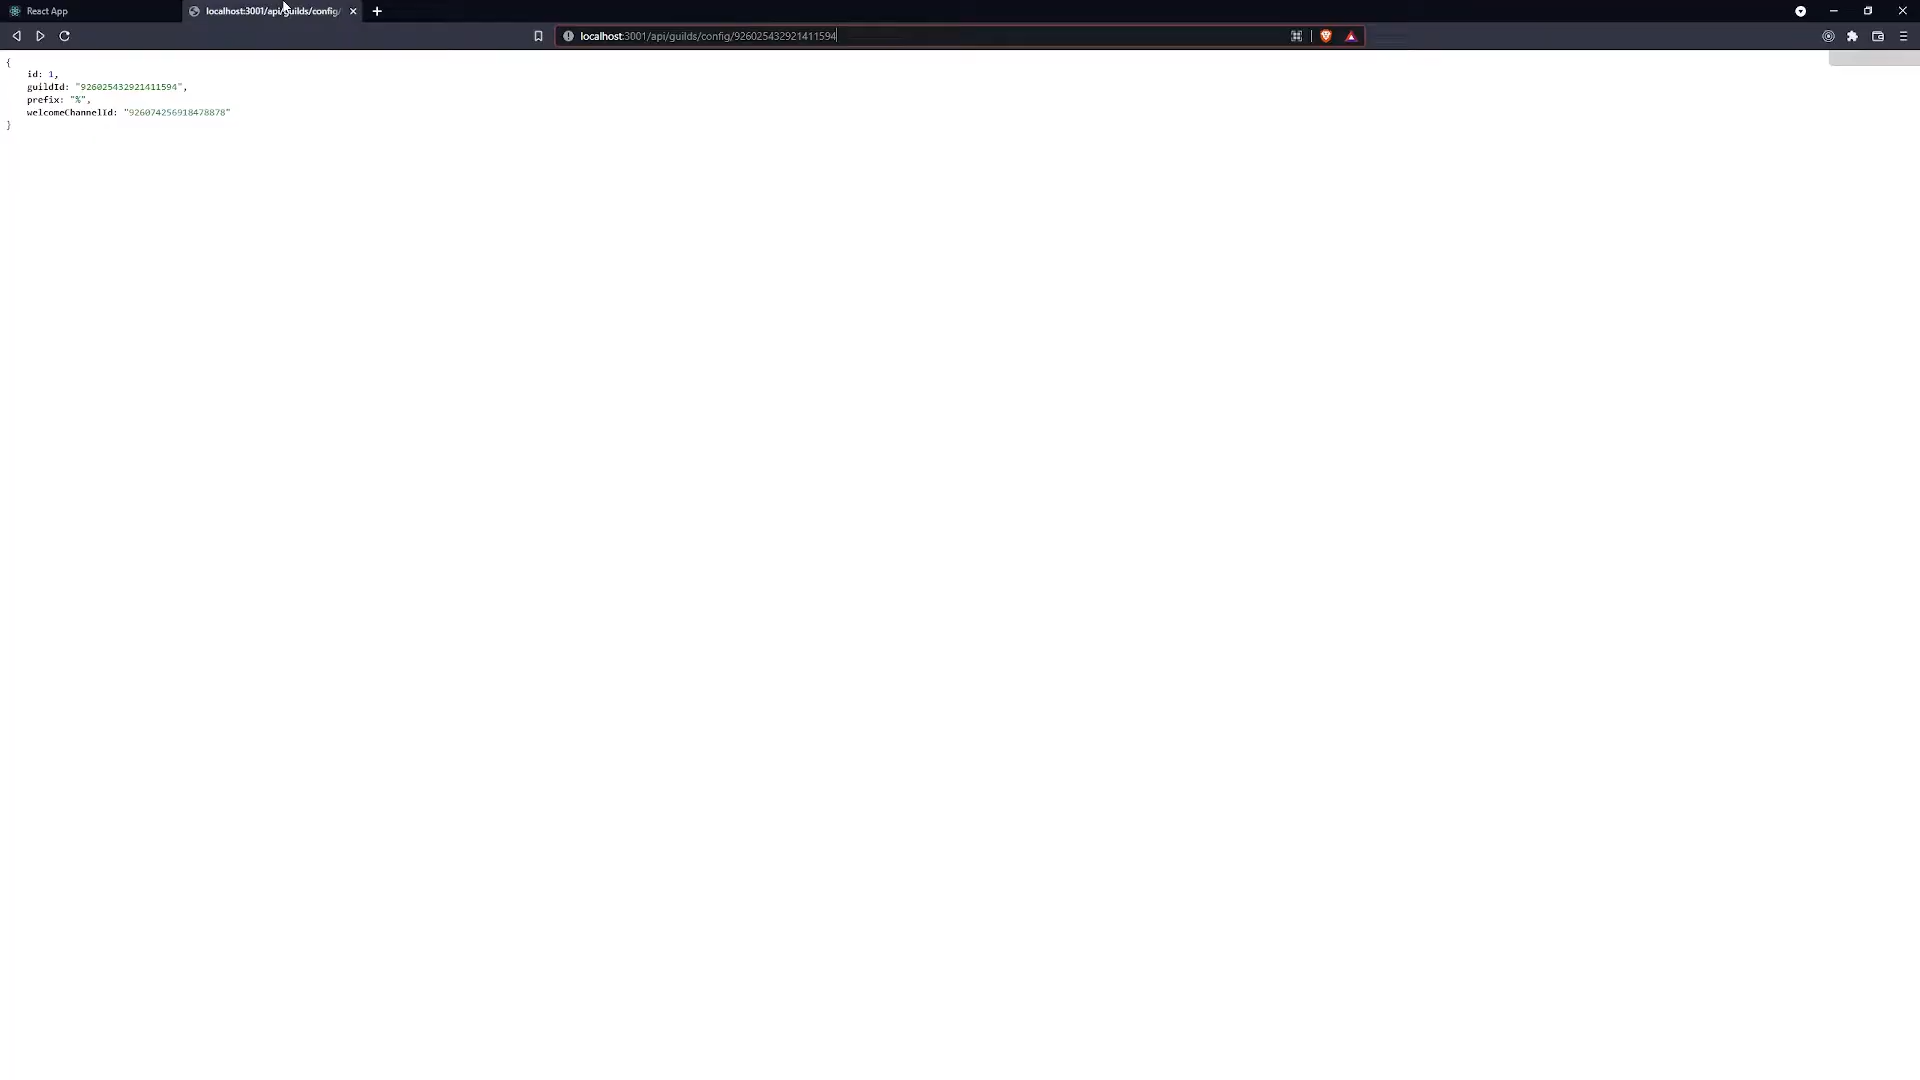 React App
localhost:3001/api/guilds/config/
localhost:3001/api/guilds/config/926025432921411594
{
id: 1,
guildId: "926025432921411594",
prefix: "%",
welcomeChannelId: "926074256918478878"
}